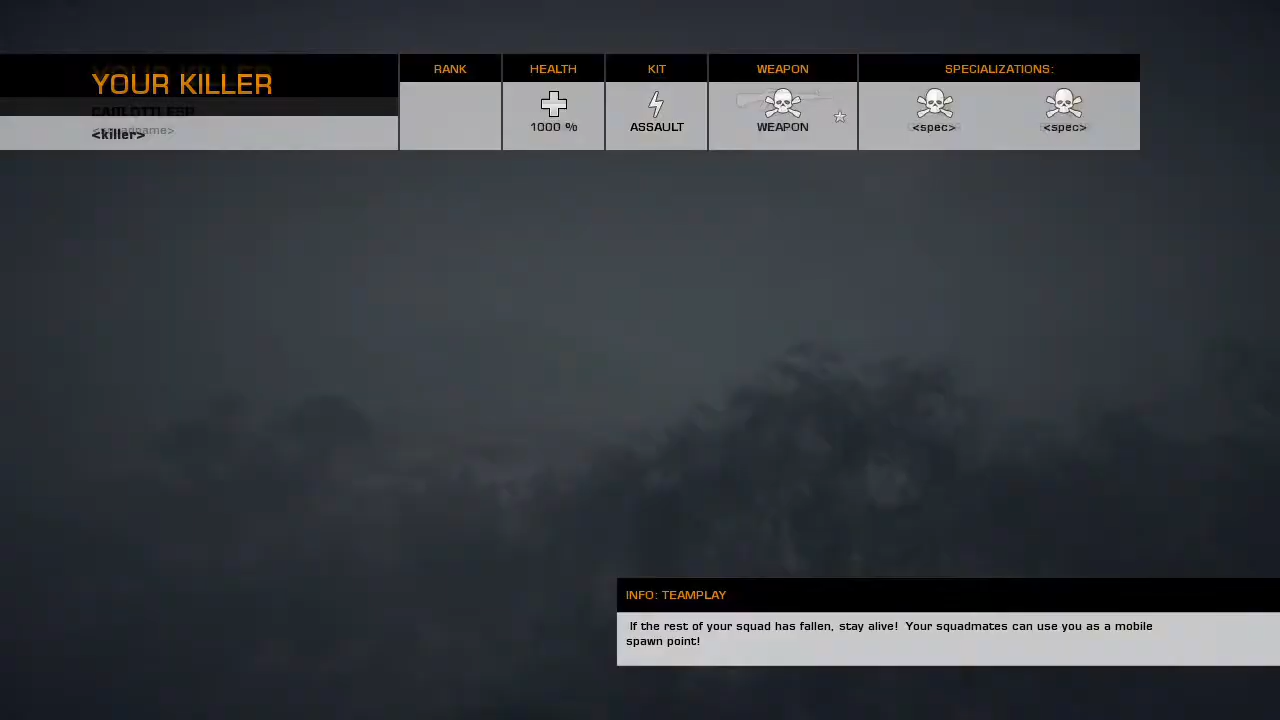 YOUR KILLER
<killer>
RANK
HEALTH
1000 %
KIT
ASSAULT
WEAPON
WEAPON
SPECIALIZATIONS:
<spec>
<spec>
INFO: TEAMPLAY
If the rest of your squad has fallen, stay alive! Your squadmates can use you as a mobile
spawn point!